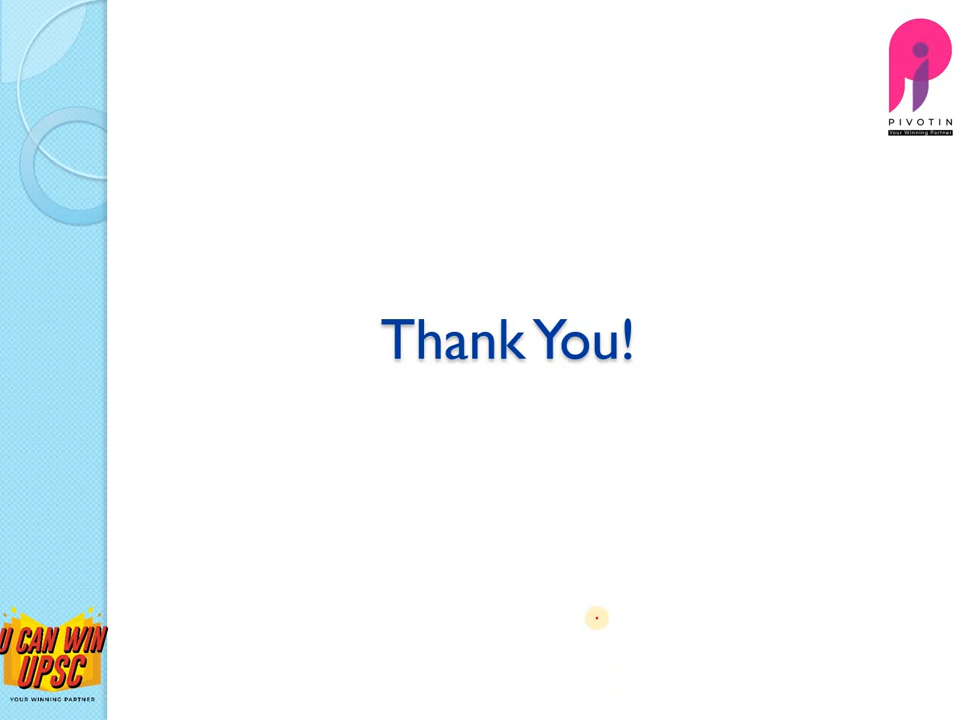 PIVOTIN
Your Winning Partner
Thank You!
U CAN WIN
UPSC
YOUR WINNING PARTNER